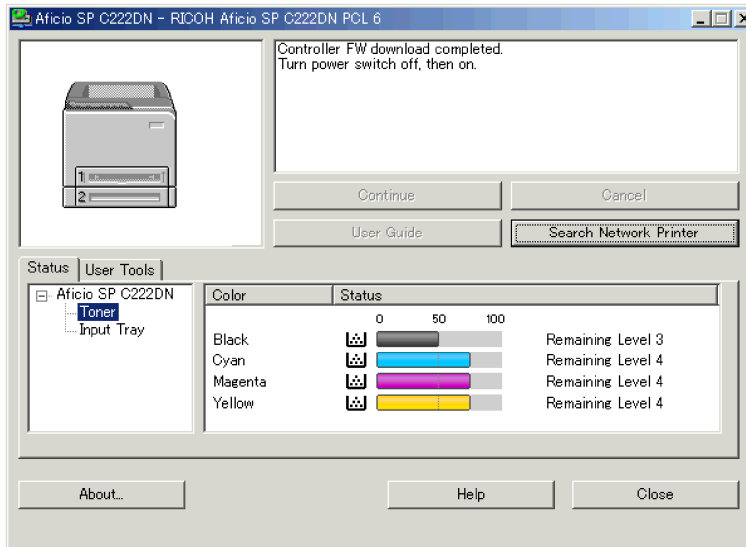 Aficio SP C222DN - RICOH Aficio SP C222DN PCL 6
Controller FW download completed.
Turn power switch off, then on.
1
2
Continue
Cancel
User Guide
Search Network Printer
Status
User Tools
Aficio SP C222DN
Toner
Input Tray
Color
Status
0 50 100
Black Remaining Level 3
Cyan Remaining Level 4
Magenta Remaining Level 4
Yellow Remaining Level 4
About...
Help
Close